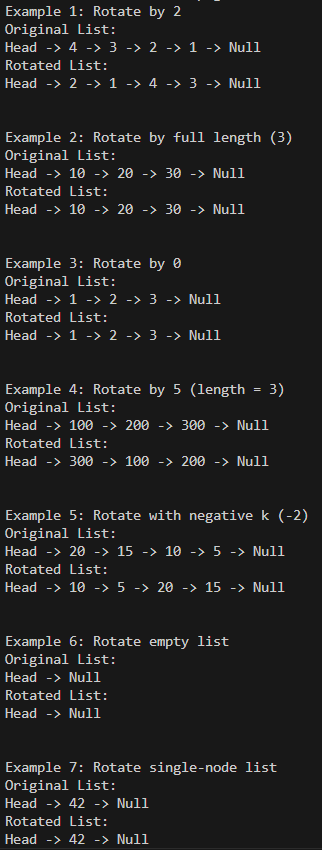 Example 1: Rotate by 2
Original List:
Head -> 4 -> 3 -> 2 -> 1 -> Null
Rotated List:
Head -> 2 -> 1 -> 4 -> 3 -> Null
Example 2: Rotate by full length (3)
Original List:
Head -> 10 -> 20 -> 30 -> Null
Rotated List:
Head -> 10 -> 20 -> 30 -> Null
Example 3: Rotate by 0
Original List:
Head -> 1 -> 2 -> 3 -> Null
Rotated List:
Head -> 1 -> 2 -> 3 -> Null
Example 4: Rotate by 5 (length = 3)
Original List:
Head -> 100 -> 200 -> 300 -> Null
Rotated List:
Head -> 300 -> 100 -> 200 -> Null
Example 5: Rotate with negative k (-2)
Original List:
Head -> 20 -> 15 -> 10 -> 5 -> Null
Rotated List:
Head -> 10 -> 5 -> 20 -> 15 -> Null
Example 6: Rotate empty list
Original List:
Head -> Null
Rotated List:
Head -> Null
Example 7: Rotate single-node list
Original List:
Head -> 42 -> Null
Rotated List:
Head -> 42 -> Null